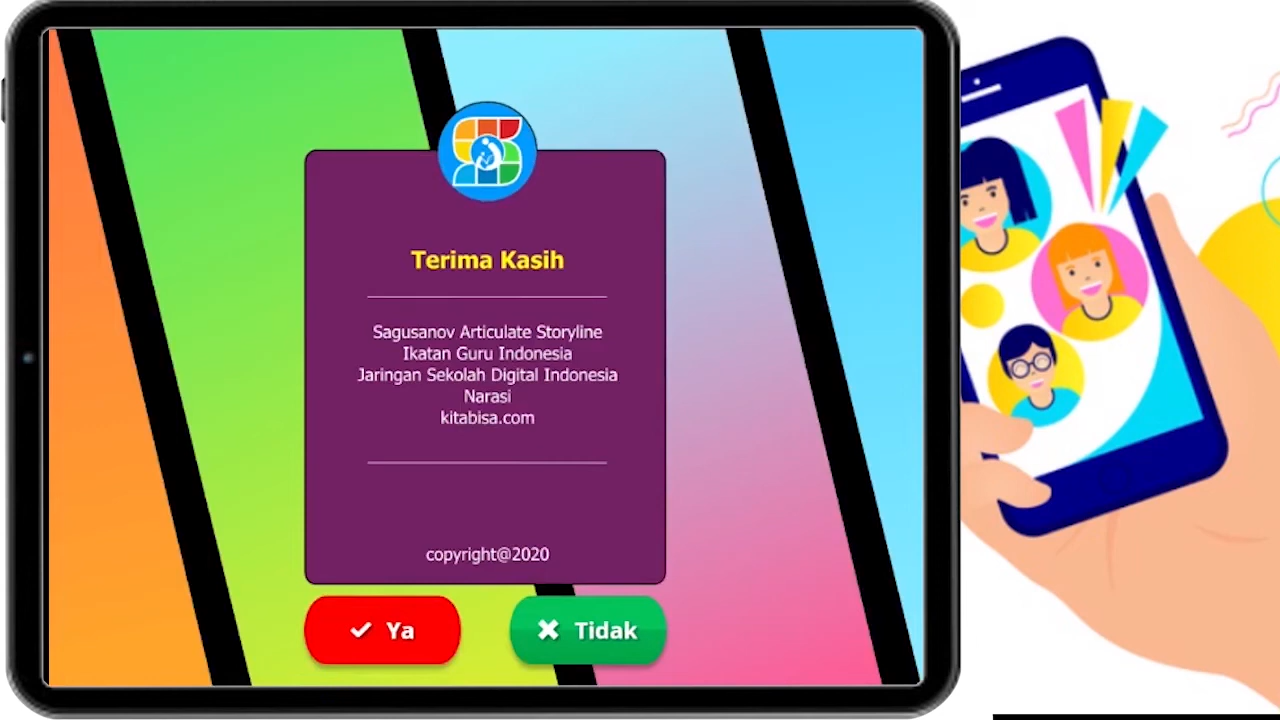 Terima Kasih
Sagusanov Articulate Storyline
Ikatan Guru Indonesia
Jaringan Sekolah Digital Indonesia
Narasi
kitabisa.com
copyright@2020
Ya
Tidak